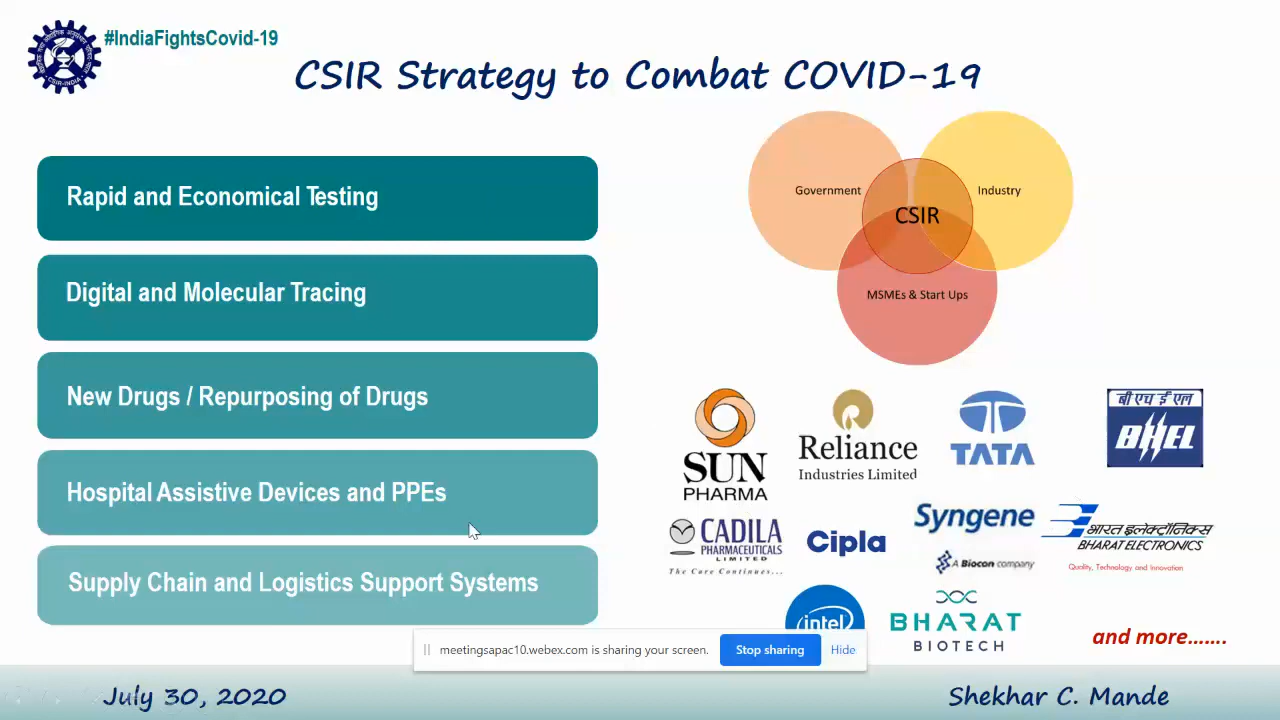 #IndiaFightsCovid-19
CSIR Strategy to Combat COVID-19
Rapid and Economical Testing
Digital and Molecular Tracing
New Drugs / Repurposing of Drugs
Hospital Assistive Devices and PPEs
Supply Chain and Logistics Support Systems
Government
Industry
CSIR
MSMEs & Start Ups
SUN
PHARMA
Reliance
Industries Limited
TATA
बी एच ई एल
BHEL
CADILA
PHARMACEUTICALS
LIMITED
The Care Continues...
Cipla
Syngene
A Biocon company
भारत इलेक्ट्रॉनिक्स
BHARAT ELECTRONICS
Quality, Technology and Innovation
intel
BHARAT
BIOTECH
and more.......
meetingsapac10.webex.com is sharing your screen.
Stop sharing
Hide
July 30, 2020
Shekhar C. Mande